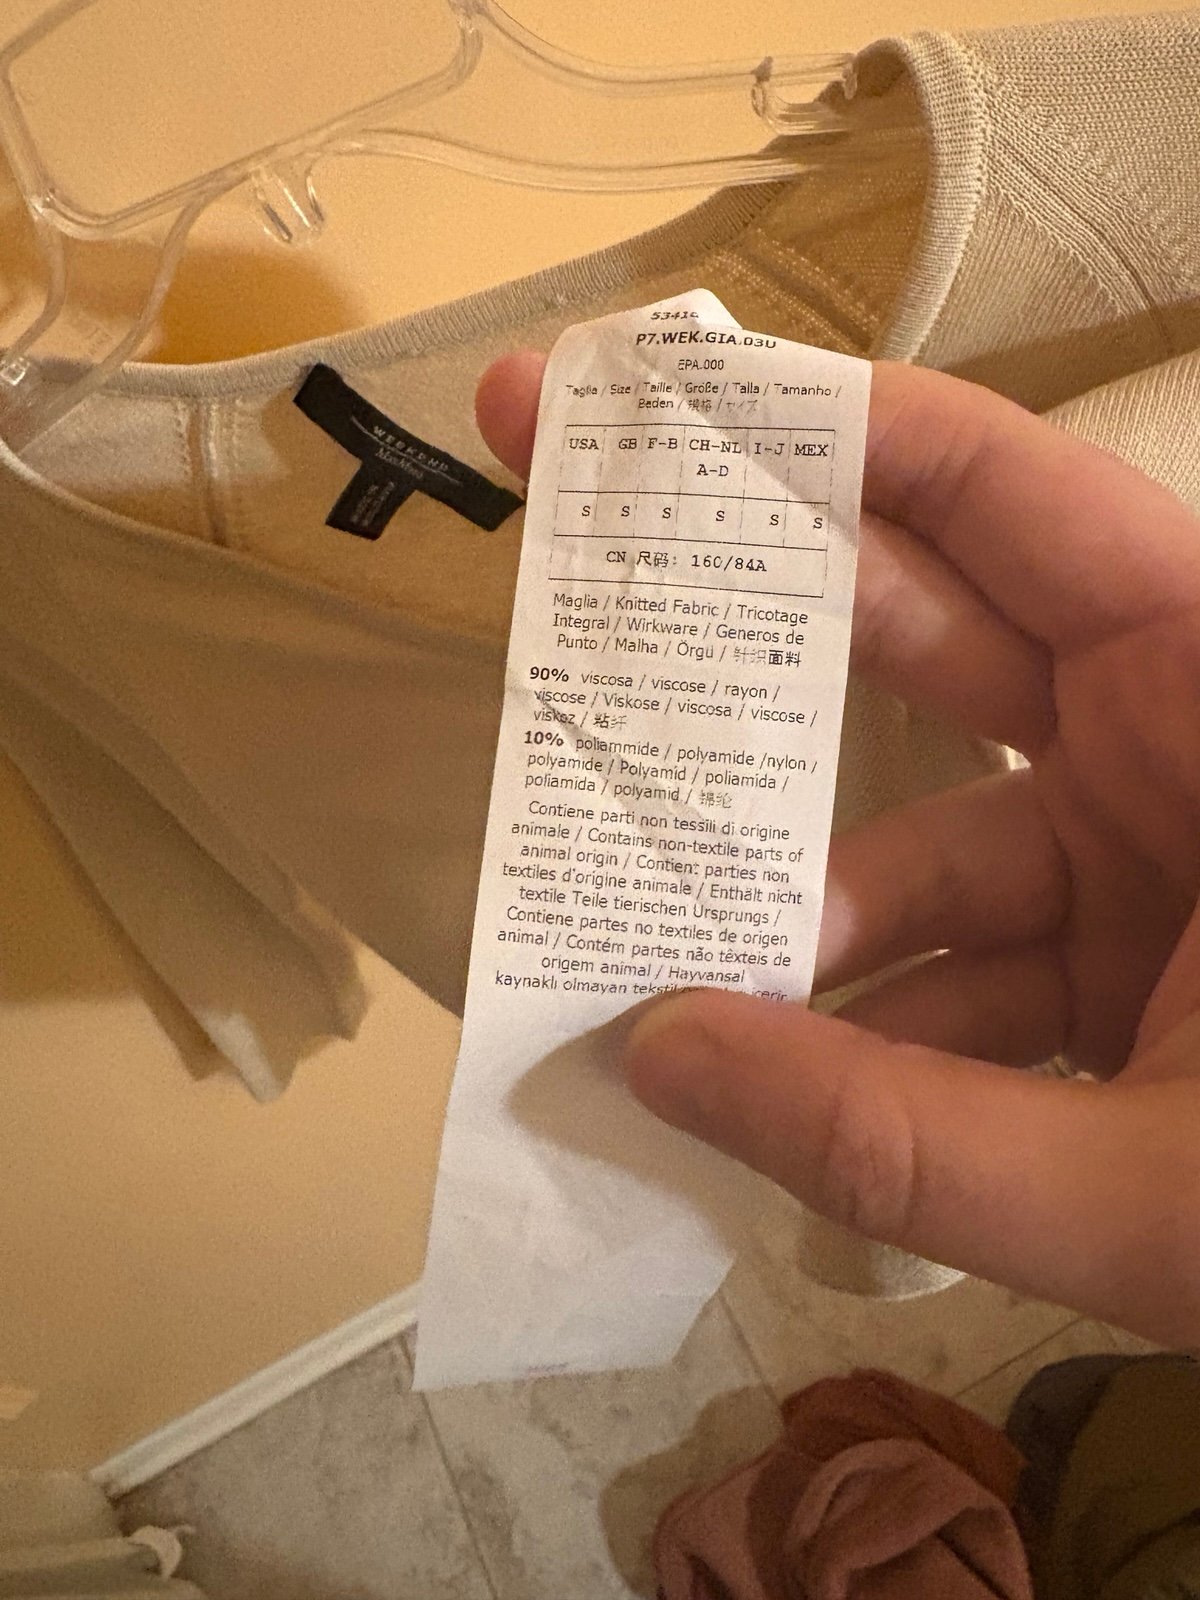 WEEKEND
MaxMara
5341
P7.WEK.GIA.03U
EPA.000
Taglia / Size / Taille / Größe / Talla / Tamanho /
Beden / 規格 / サイズ
USA GB F-B CH-NL I-J MEX
A-D
S S S S S S
CN 尺码: 160/84A
Maglia / Knitted Fabric / Tricotage
Integral / Wirkware / Generos de
Punto / Malha / Örgü / 针织面料
90% viscosa / viscose / rayon /
viscose / Viskose / viscosa / viscose /
viskoz / 粘纤
10% poliammide / polyamide /nylon /
polyamide / Polyamid / poliamida /
poliamida / polyamid / 锦纶
Contiene parti non tessili di origine
animale / Contains non-textile parts of
animal origin / Contient parties non
textiles d'origine animale / Enthält nicht
textile Teile tierischen Ursprungs /
Contiene partes no textiles de origen
animal / Contém partes não têxteis de
origem animal / Hayvansal
kaynaklı olmayan